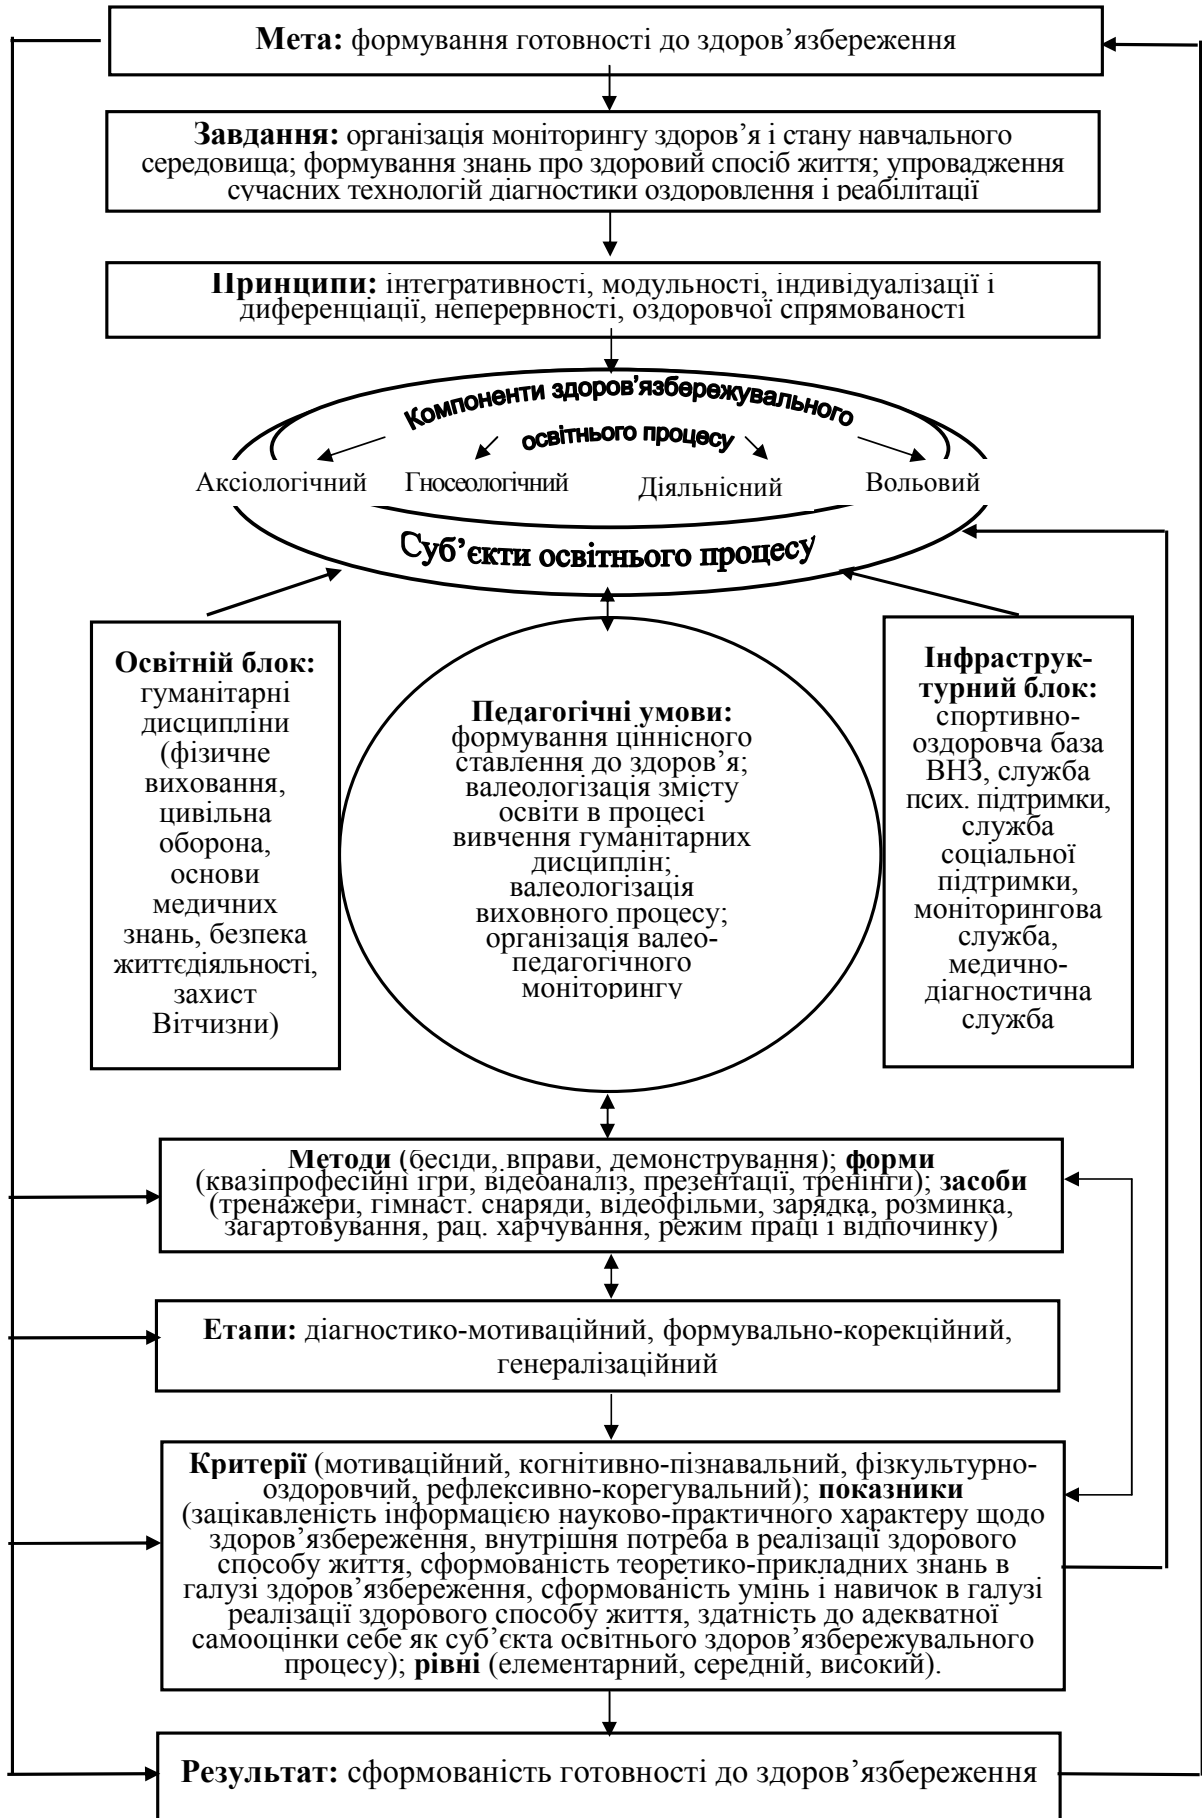 Мета: формування готовності до здоров’язбереження
Завдання: організація моніторингу здоров’я і стану навчального
середовища; формування знань про здоровий спосіб життя; упровадження
сучасних технологій діагностики оздоровлення і реабілітації
Принципи: інтегративності, модульності, індивідуалізації і
диференціації, неперервності, оздоровчої спрямованості
Компоненти здоров’язбережувального
освітнього процесу
Аксіологічний Гносеологічний Діяльнісний Вольовий
Суб’єкти освітнього процесу
Освітній блок:
гуманітарні
дисципліни
(фізичне
виховання,
цивільна
оборона,
основи
медичних
знань, безпека
життєдіяльності,
захист
Вітчизни)
Педагогічні умови:
формування ціннісного
ставлення до здоров’я;
валеологізація змісту
освіти в процесі
вивчення гуманітарних
дисциплін;
валеологізація
виховного процесу;
організація валео-
педагогічного
моніторингу
Інфраструк-
турний блок:
спортивно-
оздоровча база
ВНЗ, служба
псих. підтримки,
служба
соціальної
підтримки,
моніторингова
служба,
медично-
діагностична
служба
Методи (бесіди, вправи, демонстрування); форми
(квазіпрофесійні ігри, відеоаналіз, презентації, тренінги); засоби
(тренажери, гімнаст. снаряди, відеофільми, зарядка, розминка,
загартовування, рац. харчування, режим праці і відпочинку)
Етапи: діагностико-мотиваційний, формувально-корекційний,
генералізаційний
Критерії (мотиваційний, когнітивно-пізнавальний, фізкультурно-
оздоровчий, рефлексивно-корегувальний); показники
(зацікавленість інформацією науково-практичного характеру щодо
здоров’язбереження, внутрішня потреба в реалізації здорового
способу життя, сформованість теоретико-прикладних знань в
галузі здоров’язбереження, сформованість умінь і навичок в галузі
реалізації здорового способу життя, здатність до адекватної
самооцінки себе як суб’єкта освітнього здоров’язбережувального
процесу); рівні (елементарний, середній, високий).
Результат: сформованість готовності до здоров’язбереження